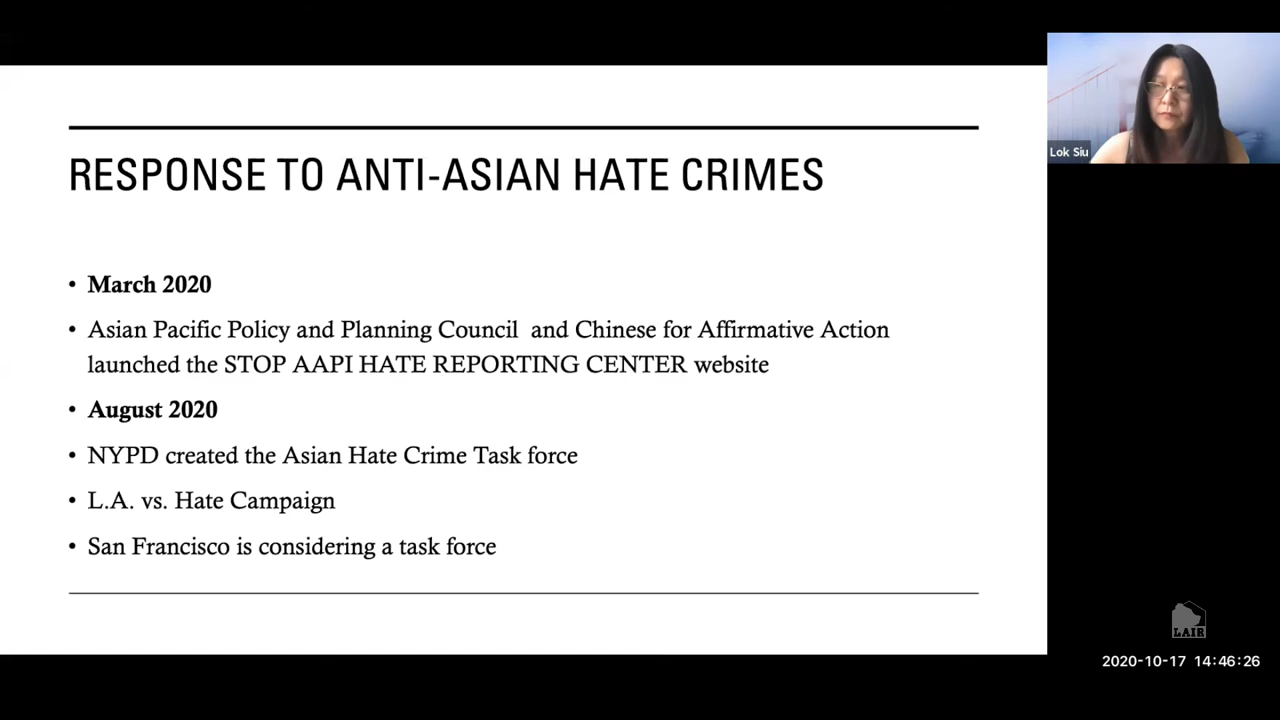 RESPONSE TO ANTI-ASIAN HATE CRIMES
• March 2020
• Asian Pacific Policy and Planning Council and Chinese for Affirmative Action
launched the STOP AAPI HATE REPORTING CENTER website
• August 2020
• NYPD created the Asian Hate Crime Task force
• L.A. vs. Hate Campaign
• San Francisco is considering a task force
Lok Siu
LAIR
2020-10-17 14:46:26